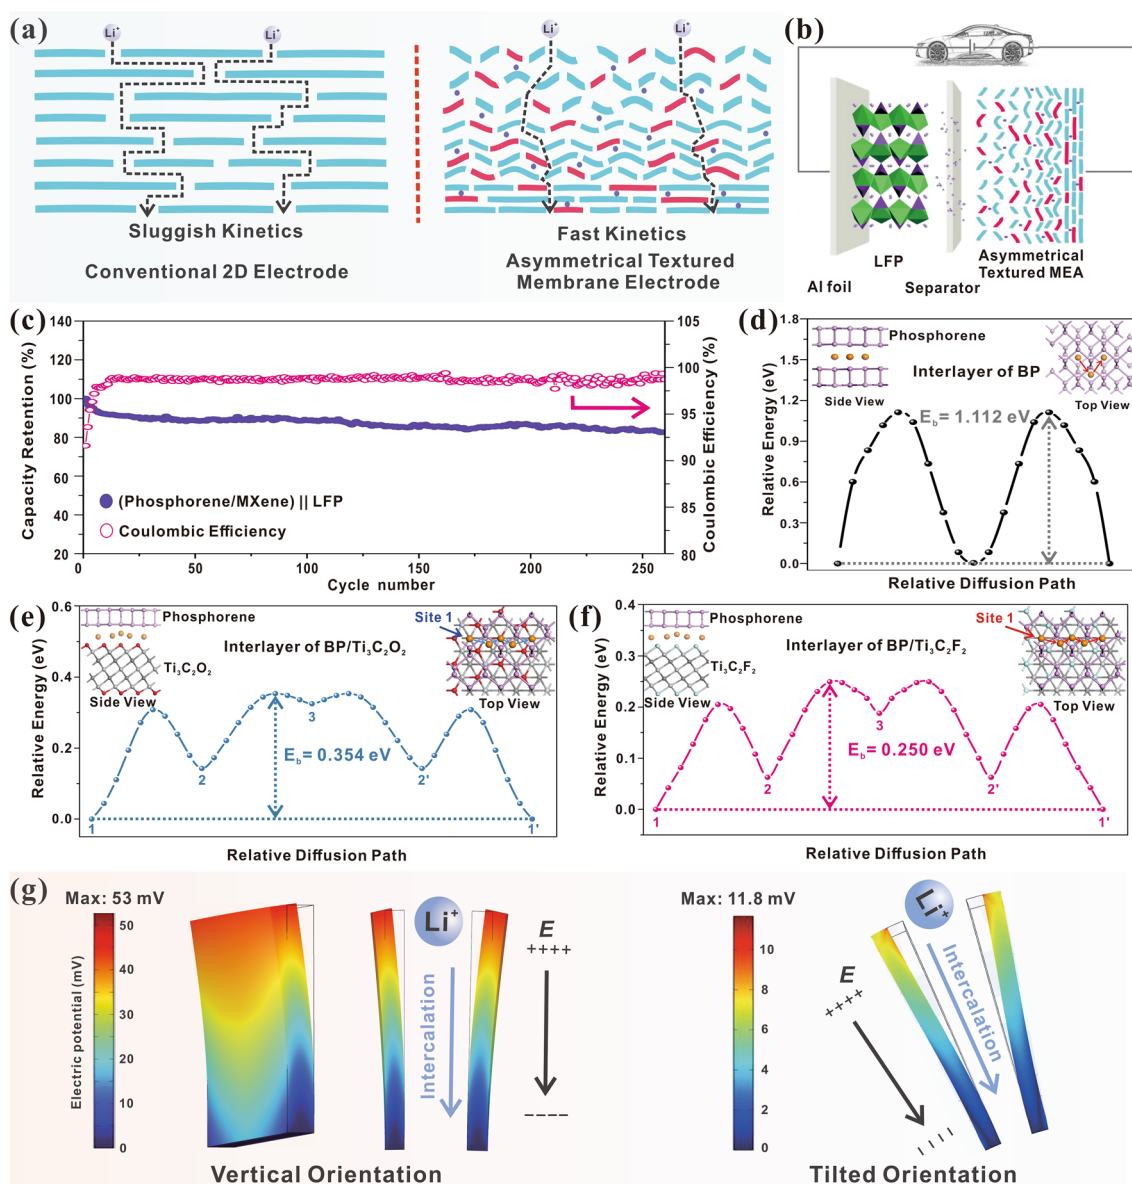 (a)
Li⁺
Li⁺
Li⁺
Li⁺
Sluggish Kinetics
Conventional 2D Electrode
Fast Kinetics
Asymmetrical Textured
Membrane Electrode
(b)
LFP
Al foil
Separator
Asymmetrical
Textured MEA
(c)
Capacity Retention (%)
140
120
100
80
60
40
20
105
100
95
90
85
80
Coulombic Efficiency (%)
(Phosphorene/MXene) || LFP
Coulombic Efficiency
0
50
100
150
200
250
Cycle number
(d)
Relative Energy (eV)
1.8
1.5
1.2
0.9
0.6
0.3
0.0
Phosphorene
Side View
Interlayer of BP
Top View
E_b= 1.112 eV
Relative Diffusion Path
(e)
Relative Energy (eV)
0.6
0.4
0.2
0.0
Phosphorene
Ti₃C₂O₂
Side View
Interlayer of BP/Ti₃C₂O₂
Site 1
Top View
E_b= 0.354 eV
1
2
3
2'
1'
Relative Diffusion Path
(f)
Relative Energy (eV)
0.4
0.3
0.2
0.1
0.0
Phosphorene
Ti₃C₂F₂
Side View
Interlayer of BP/Ti₃C₂F₂
Site 1
Top View
E_b= 0.250 eV
1
2
3
2'
1'
Relative Diffusion Path
(g)
Max: 53 mV
Electric potential (mV)
50
40
30
20
10
0
Li⁺
Intercalation
E
++++
----
Vertical Orientation
Max: 11.8 mV
10
8
6
4
2
0
E
++++
----
Li⁺
Intercalation
Tilted Orientation